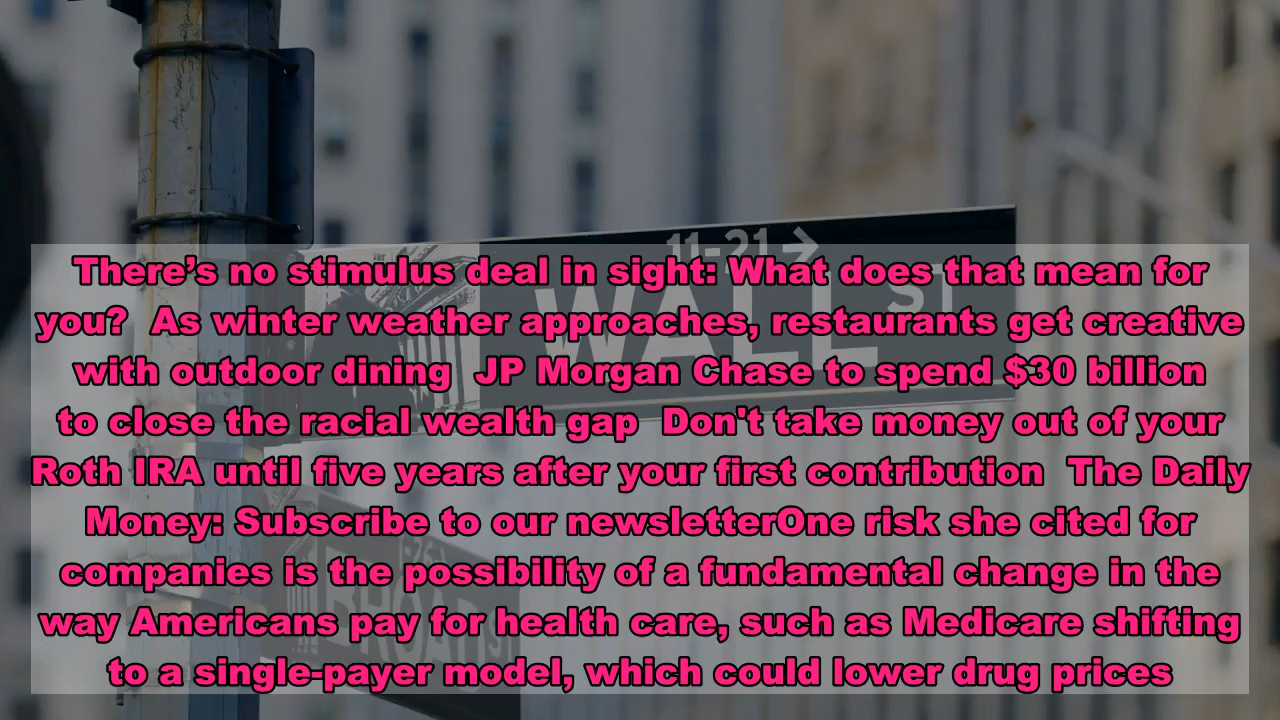 11-21 →
WALL ST
There’s no stimulus deal in sight: What does that mean for
you?  As winter weather approaches, restaurants get creative
with outdoor dining  JP Morgan Chase to spend $30 billion
to close the racial wealth gap  Don't take money out of your
Roth IRA until five years after your first contribution  The Daily
Money: Subscribe to our newsletterOne risk she cited for
companies is the possibility of a fundamental change in the
way Americans pay for health care, such as Medicare shifting
to a single-payer model, which could lower drug prices
BROAD ST